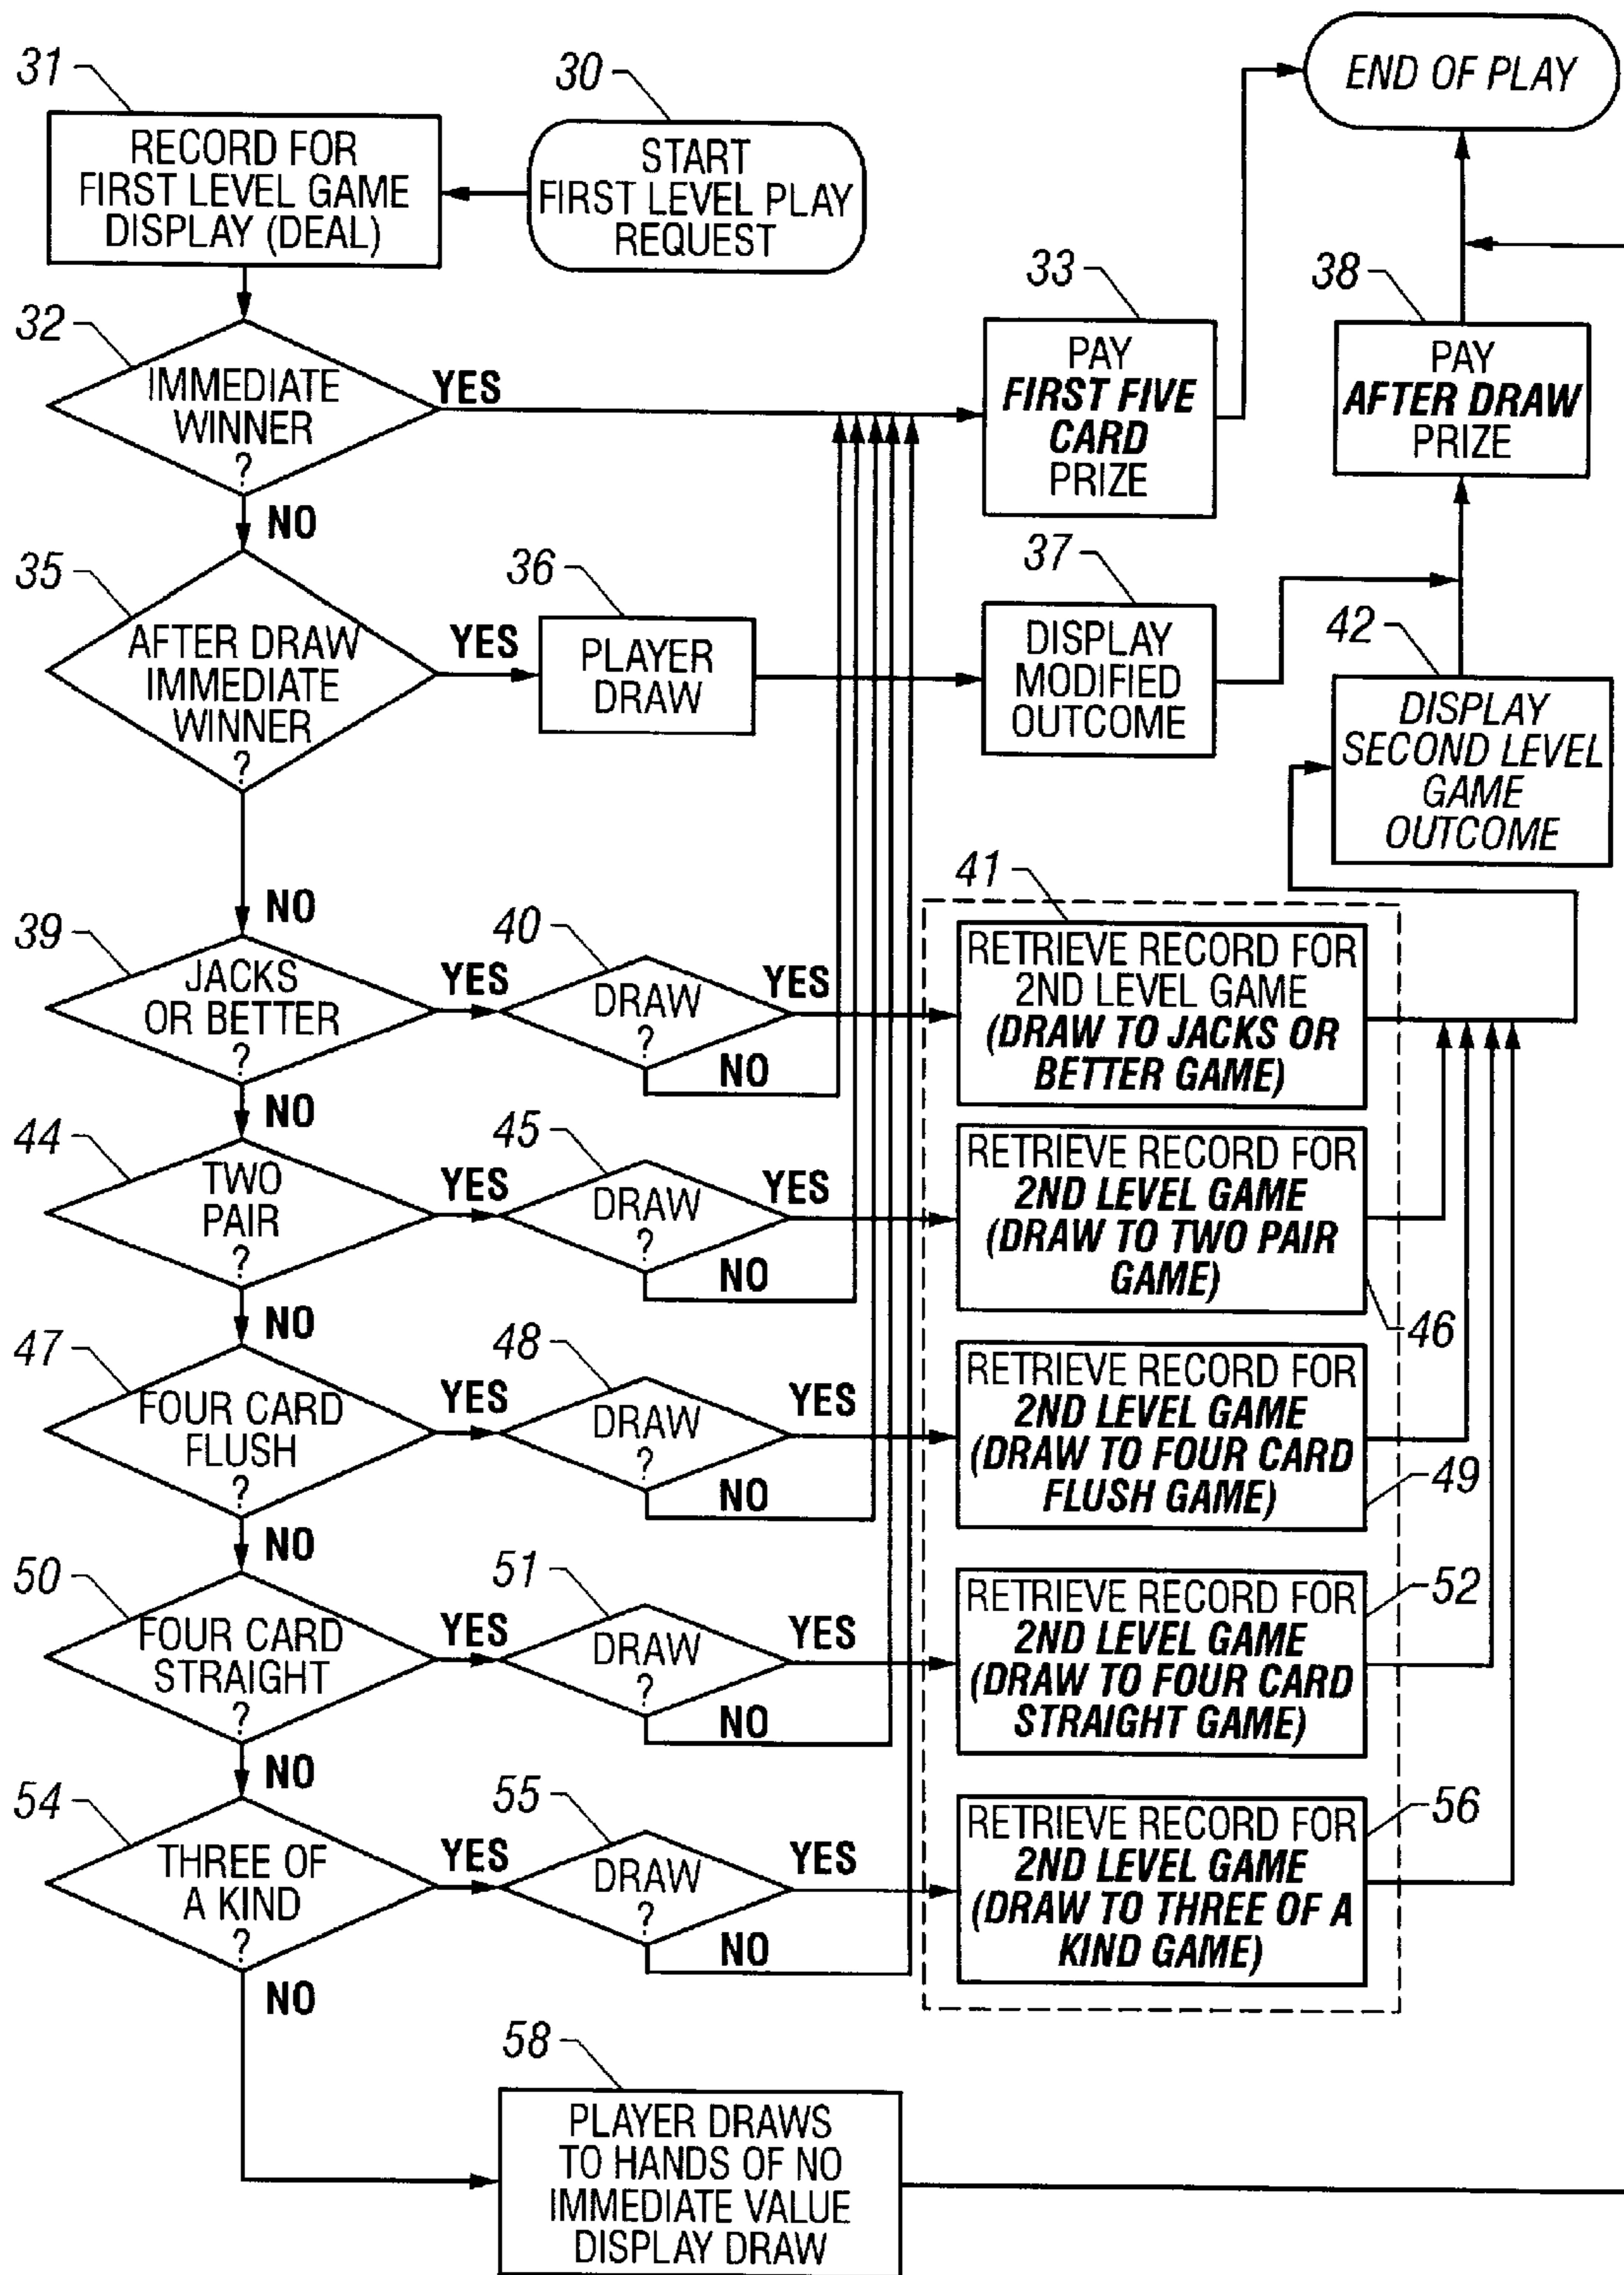 31
RECORD FOR
FIRST LEVEL GAME
DISPLAY (DEAL)
30
START
FIRST LEVEL PLAY
REQUEST
END OF PLAY
32
IMMEDIATE
WINNER
?
YES
NO
33
PAY
FIRST FIVE
CARD
PRIZE
38
PAY
AFTER DRAW
PRIZE
35
AFTER DRAW
IMMEDIATE
WINNER
?
YES
NO
36
PLAYER
DRAW
37
DISPLAY
MODIFIED
OUTCOME
42
DISPLAY
SECOND LEVEL
GAME
OUTCOME
39
JACKS
OR BETTER
?
YES
NO
40
DRAW
?
YES
NO
41
RETRIEVE RECORD FOR
2ND LEVEL GAME
(DRAW TO JACKS OR
BETTER GAME)
44
TWO
PAIR
?
YES
NO
45
DRAW
?
YES
NO
RETRIEVE RECORD FOR
2ND LEVEL GAME
(DRAW TO TWO PAIR
GAME)
46
47
FOUR CARD
FLUSH
?
YES
NO
48
DRAW
?
YES
NO
RETRIEVE RECORD FOR
2ND LEVEL GAME
(DRAW TO FOUR CARD
FLUSH GAME)
49
50
FOUR CARD
STRAIGHT
?
YES
NO
51
DRAW
?
YES
NO
RETRIEVE RECORD FOR
2ND LEVEL GAME
(DRAW TO FOUR CARD
STRAIGHT GAME)
52
54
THREE OF
A KIND
?
YES
NO
55
DRAW
?
YES
NO
RETRIEVE RECORD FOR
2ND LEVEL GAME
(DRAW TO THREE OF A
KIND GAME)
56
58
PLAYER DRAWS
TO HANDS OF NO
IMMEDIATE VALUE
DISPLAY DRAW